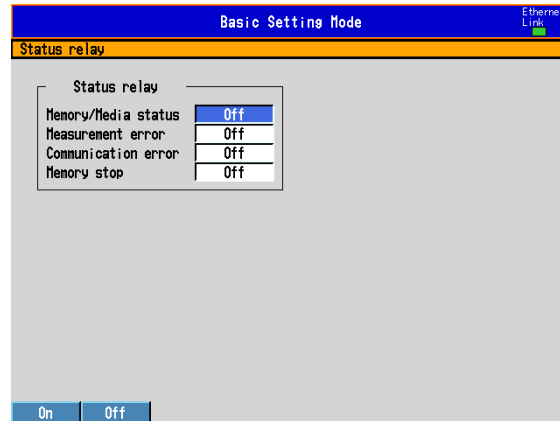 Basic Setting Mode
Etherne
Link
Status relay
Status relay
Memory/Media status Off
Measurement error Off
Communication error Off
Memory stop Off
On Off